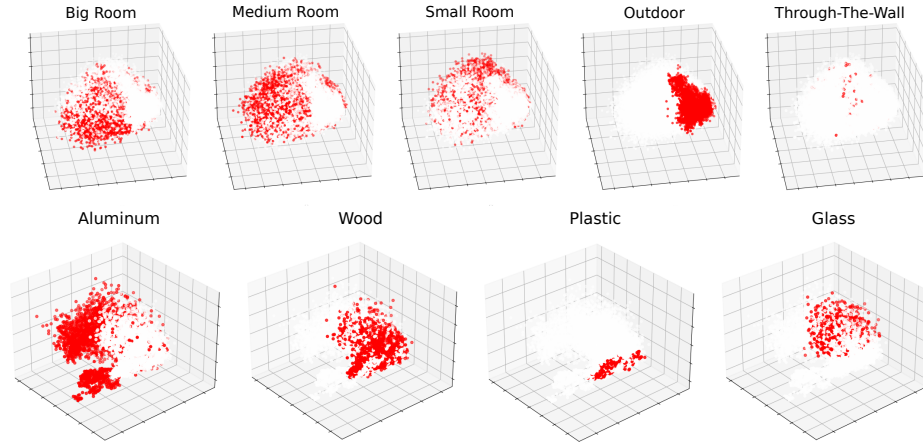 Big Room
Medium Room
Small Room
Outdoor
Through-The-Wall
Aluminum
Wood
Plastic
Glass